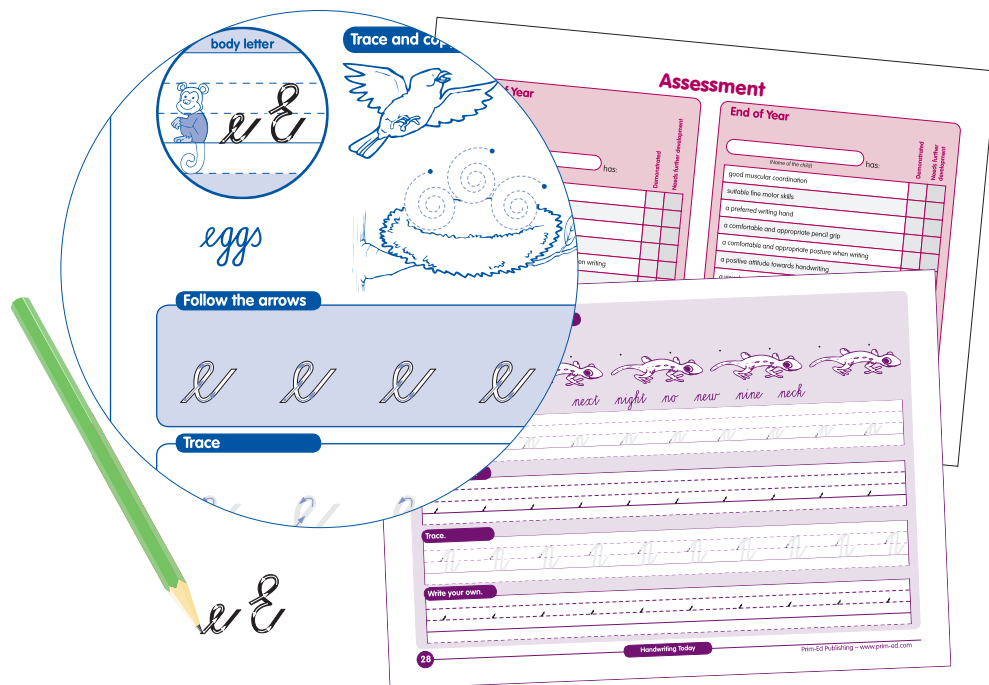 body letter
e E
Trace and
eggs
Follow the arrows
e e e e
Trace
e e e
e E
Assessment
of Year
has:
Demonstrated
Needs further development
writing
End of Year
(Name of the child)
has:
Demonstrated
Needs further development
good muscular coordination
suitable fine motor skills
a preferred writing hand
a comfortable and appropriate pencil grip
a comfortable and appropriate posture when writing
a positive attitude towards handwriting
next night no new nine neck
n n n n n n n n
Trace.
n n n n n n n n n n
Write your own.
28
Handwriting Today
Prim-Ed Publishing – www.prim-ed.com